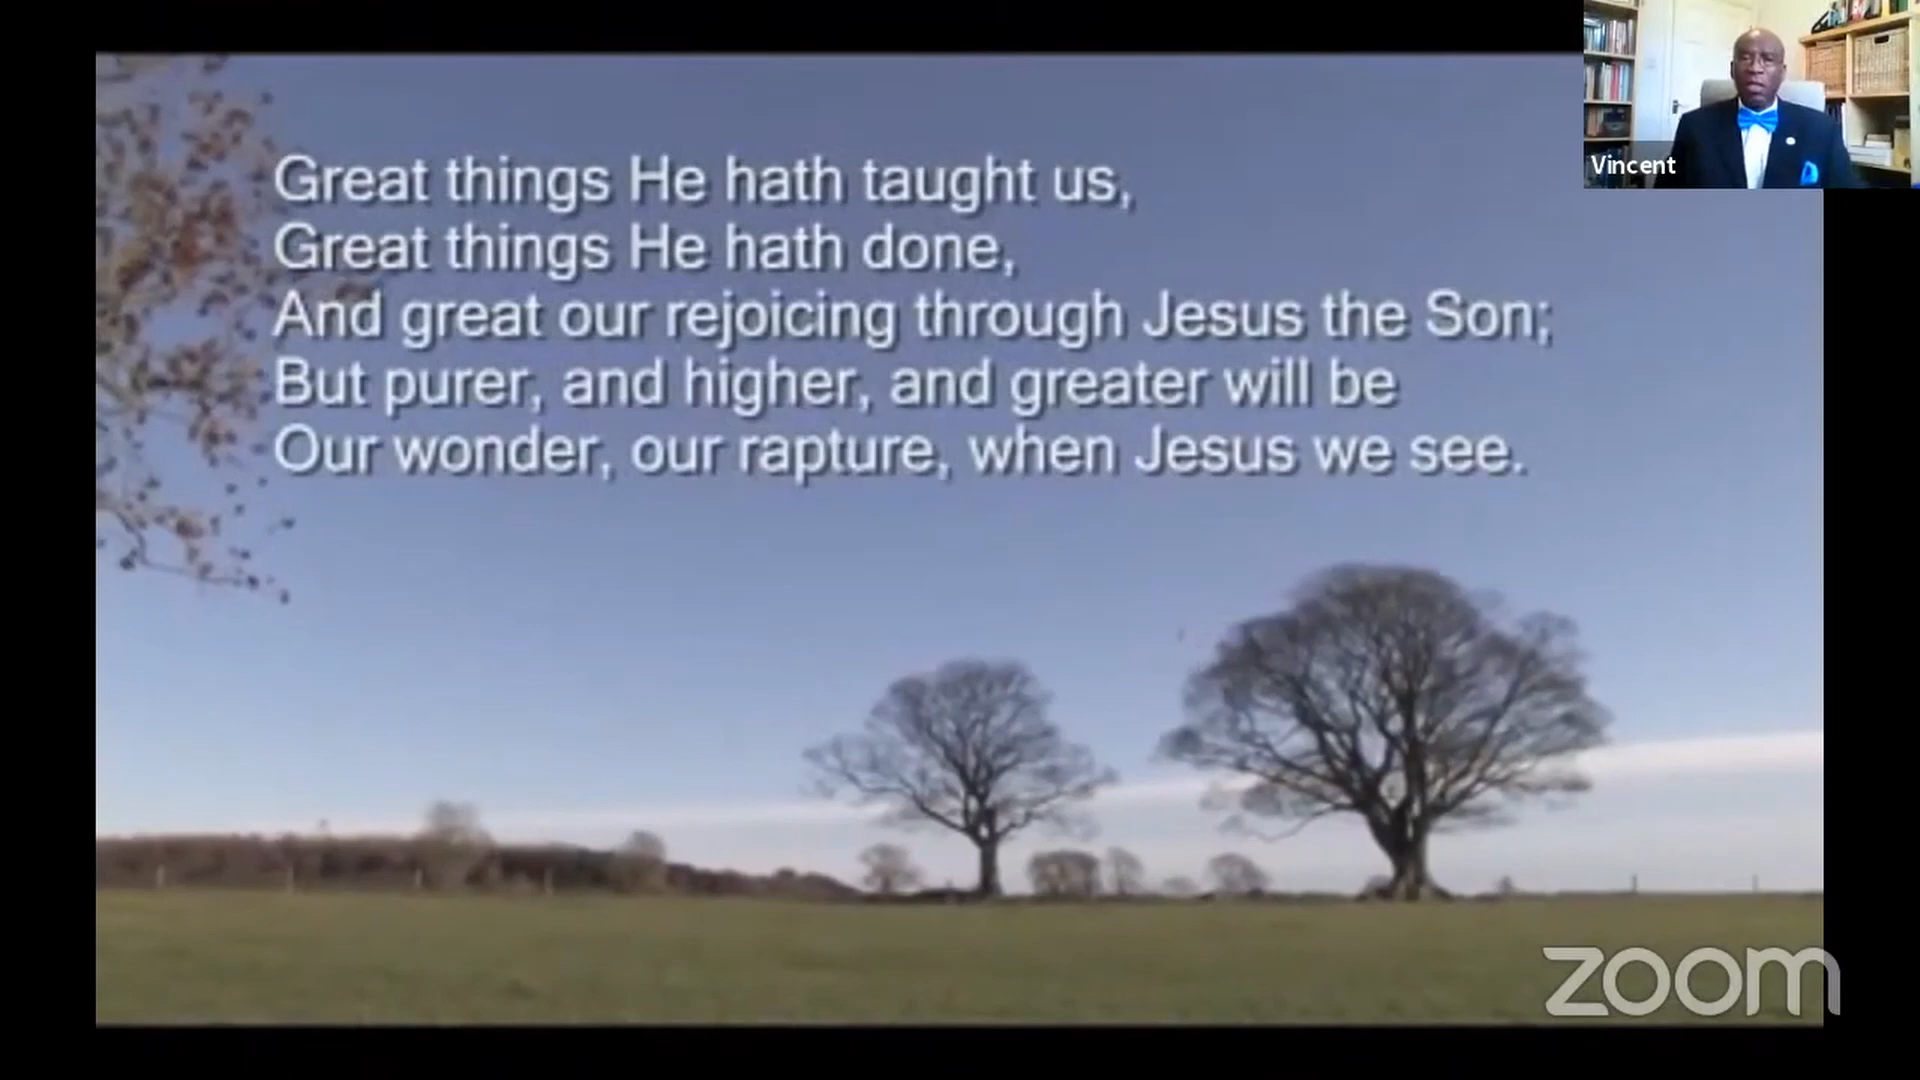 Great things He hath taught us,
Great things He hath done,
And great our rejoicing through Jesus the Son;
But purer, and higher, and greater will be
Our wonder, our rapture, when Jesus we see.
Vincent
zoom